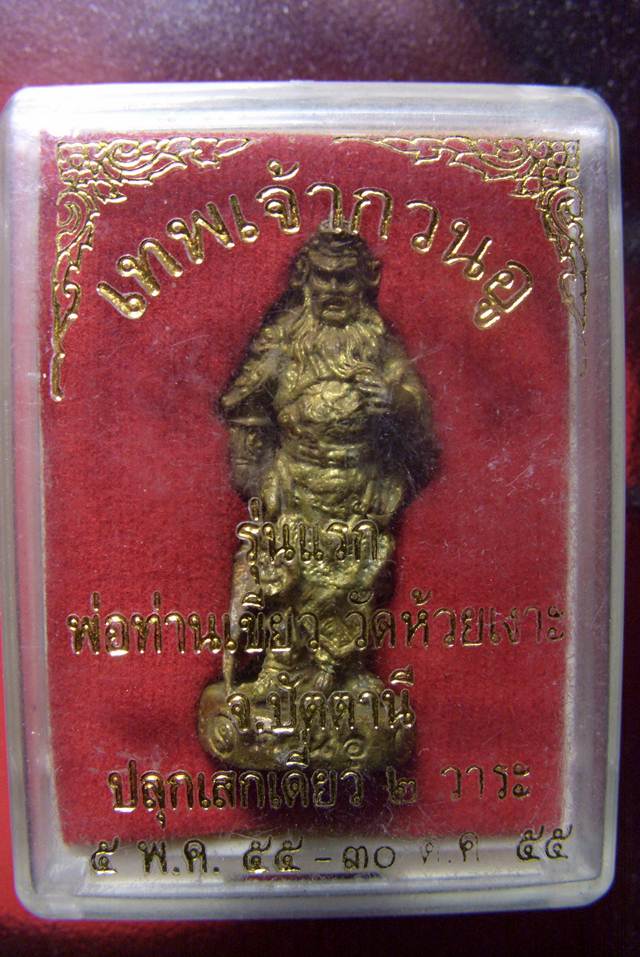 เทพเจ้ากวนอู
รุ่นแรก
พ่อท่านเขียว วัดห้วยเงาะ
จ.ปัตตานี
ปลุกเสกเดี่ยว ๒ วาระ
๕ พ.ค. ๕๕ - ๓๐ ต.ค ๕๕